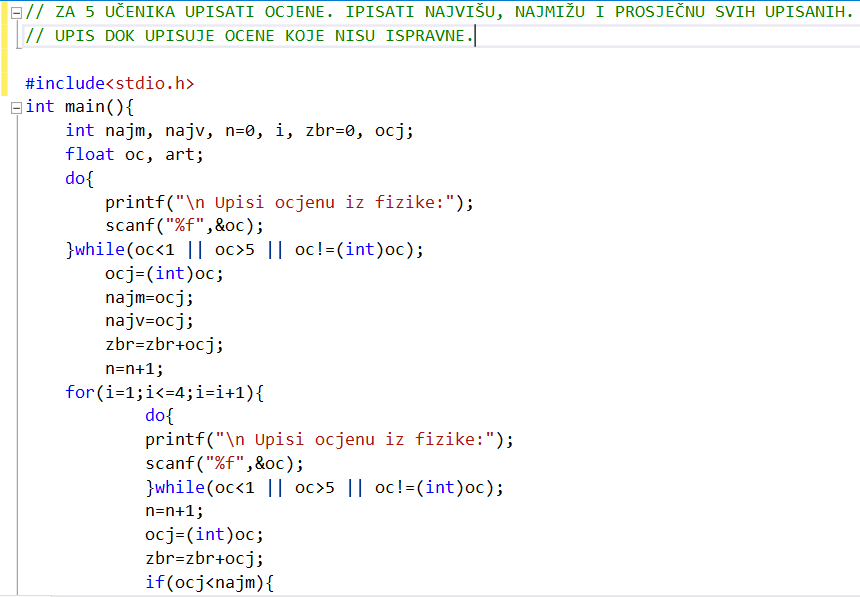 // ZA 5 UČENIKA UPISATI OCJENE. IPISATI NAJVIŠU, NAJMIŽU I PROSJEČNU SVIH UPISANIH.
// UPIS DOK UPISUJE OCENE KOJE NISU ISPRAVNE.
#include<stdio.h>
int main(){
int najm, najv, n=0, i, zbr=0, ocj;
float oc, art;
do{
printf("\n Upisi ocjenu iz fizike:");
scanf("%f",&oc);
}while(oc<1 || oc>5 || oc!=(int)oc);
ocj=(int)oc;
najm=ocj;
najv=ocj;
zbr=zbr+ocj;
n=n+1;
for(i=1;i<=4;i=i+1){
do{
printf("\n Upisi ocjenu iz fizike:");
scanf("%f",&oc);
}while(oc<1 || oc>5 || oc!=(int)oc);
n=n+1;
ocj=(int)oc;
zbr=zbr+ocj;
if(ocj<najm){